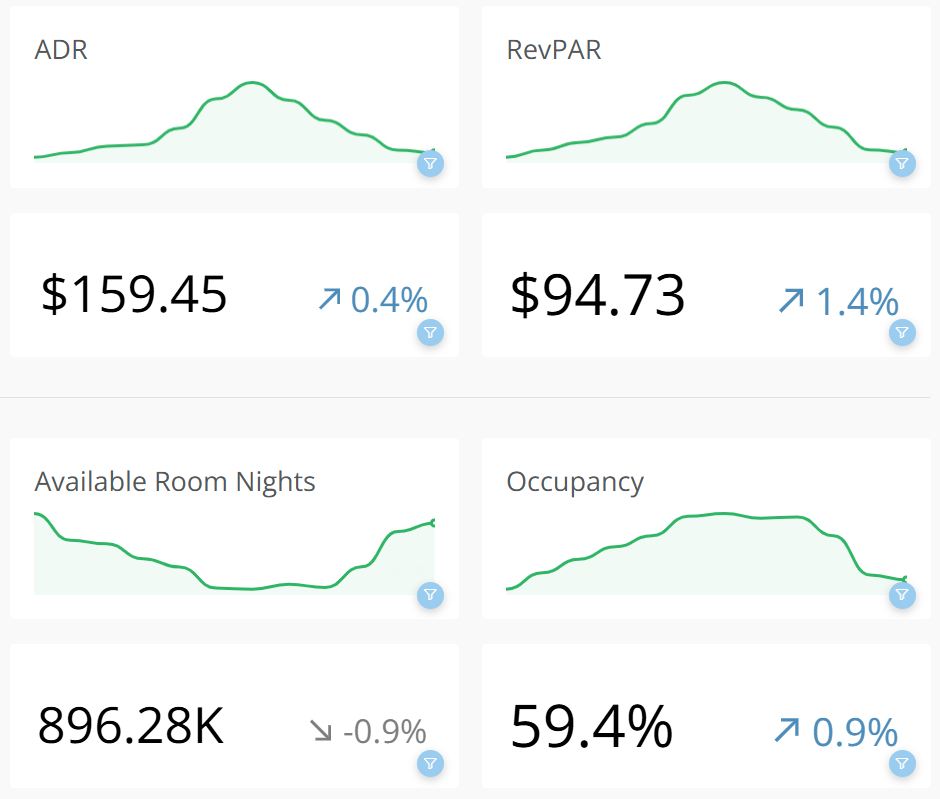 ADR
RevPAR
$159.45
0.4%
$94.73
1.4%
Available Room Nights
Occupancy
896.28K
-0.9%
59.4%
0.9%